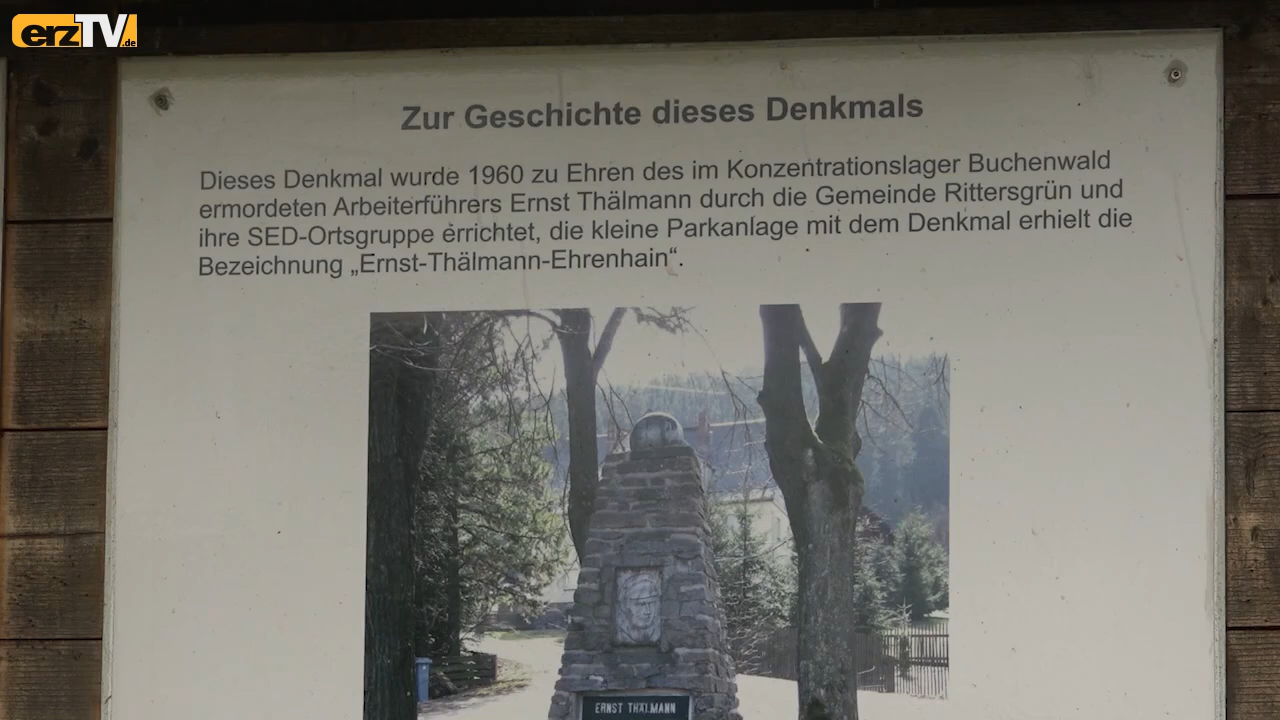 erzTV.de
Zur Geschichte dieses Denkmals
Dieses Denkmal wurde 1960 zu Ehren des im Konzentrationslager Buchenwald
ermordeten Arbeiterführers Ernst Thälmann durch die Gemeinde Rittersgrün und
ihre SED-Ortsgruppe errichtet, die kleine Parkanlage mit dem Denkmal erhielt die
Bezeichnung „Ernst-Thälmann-Ehrenhain“.
ERNST THÄLMANN